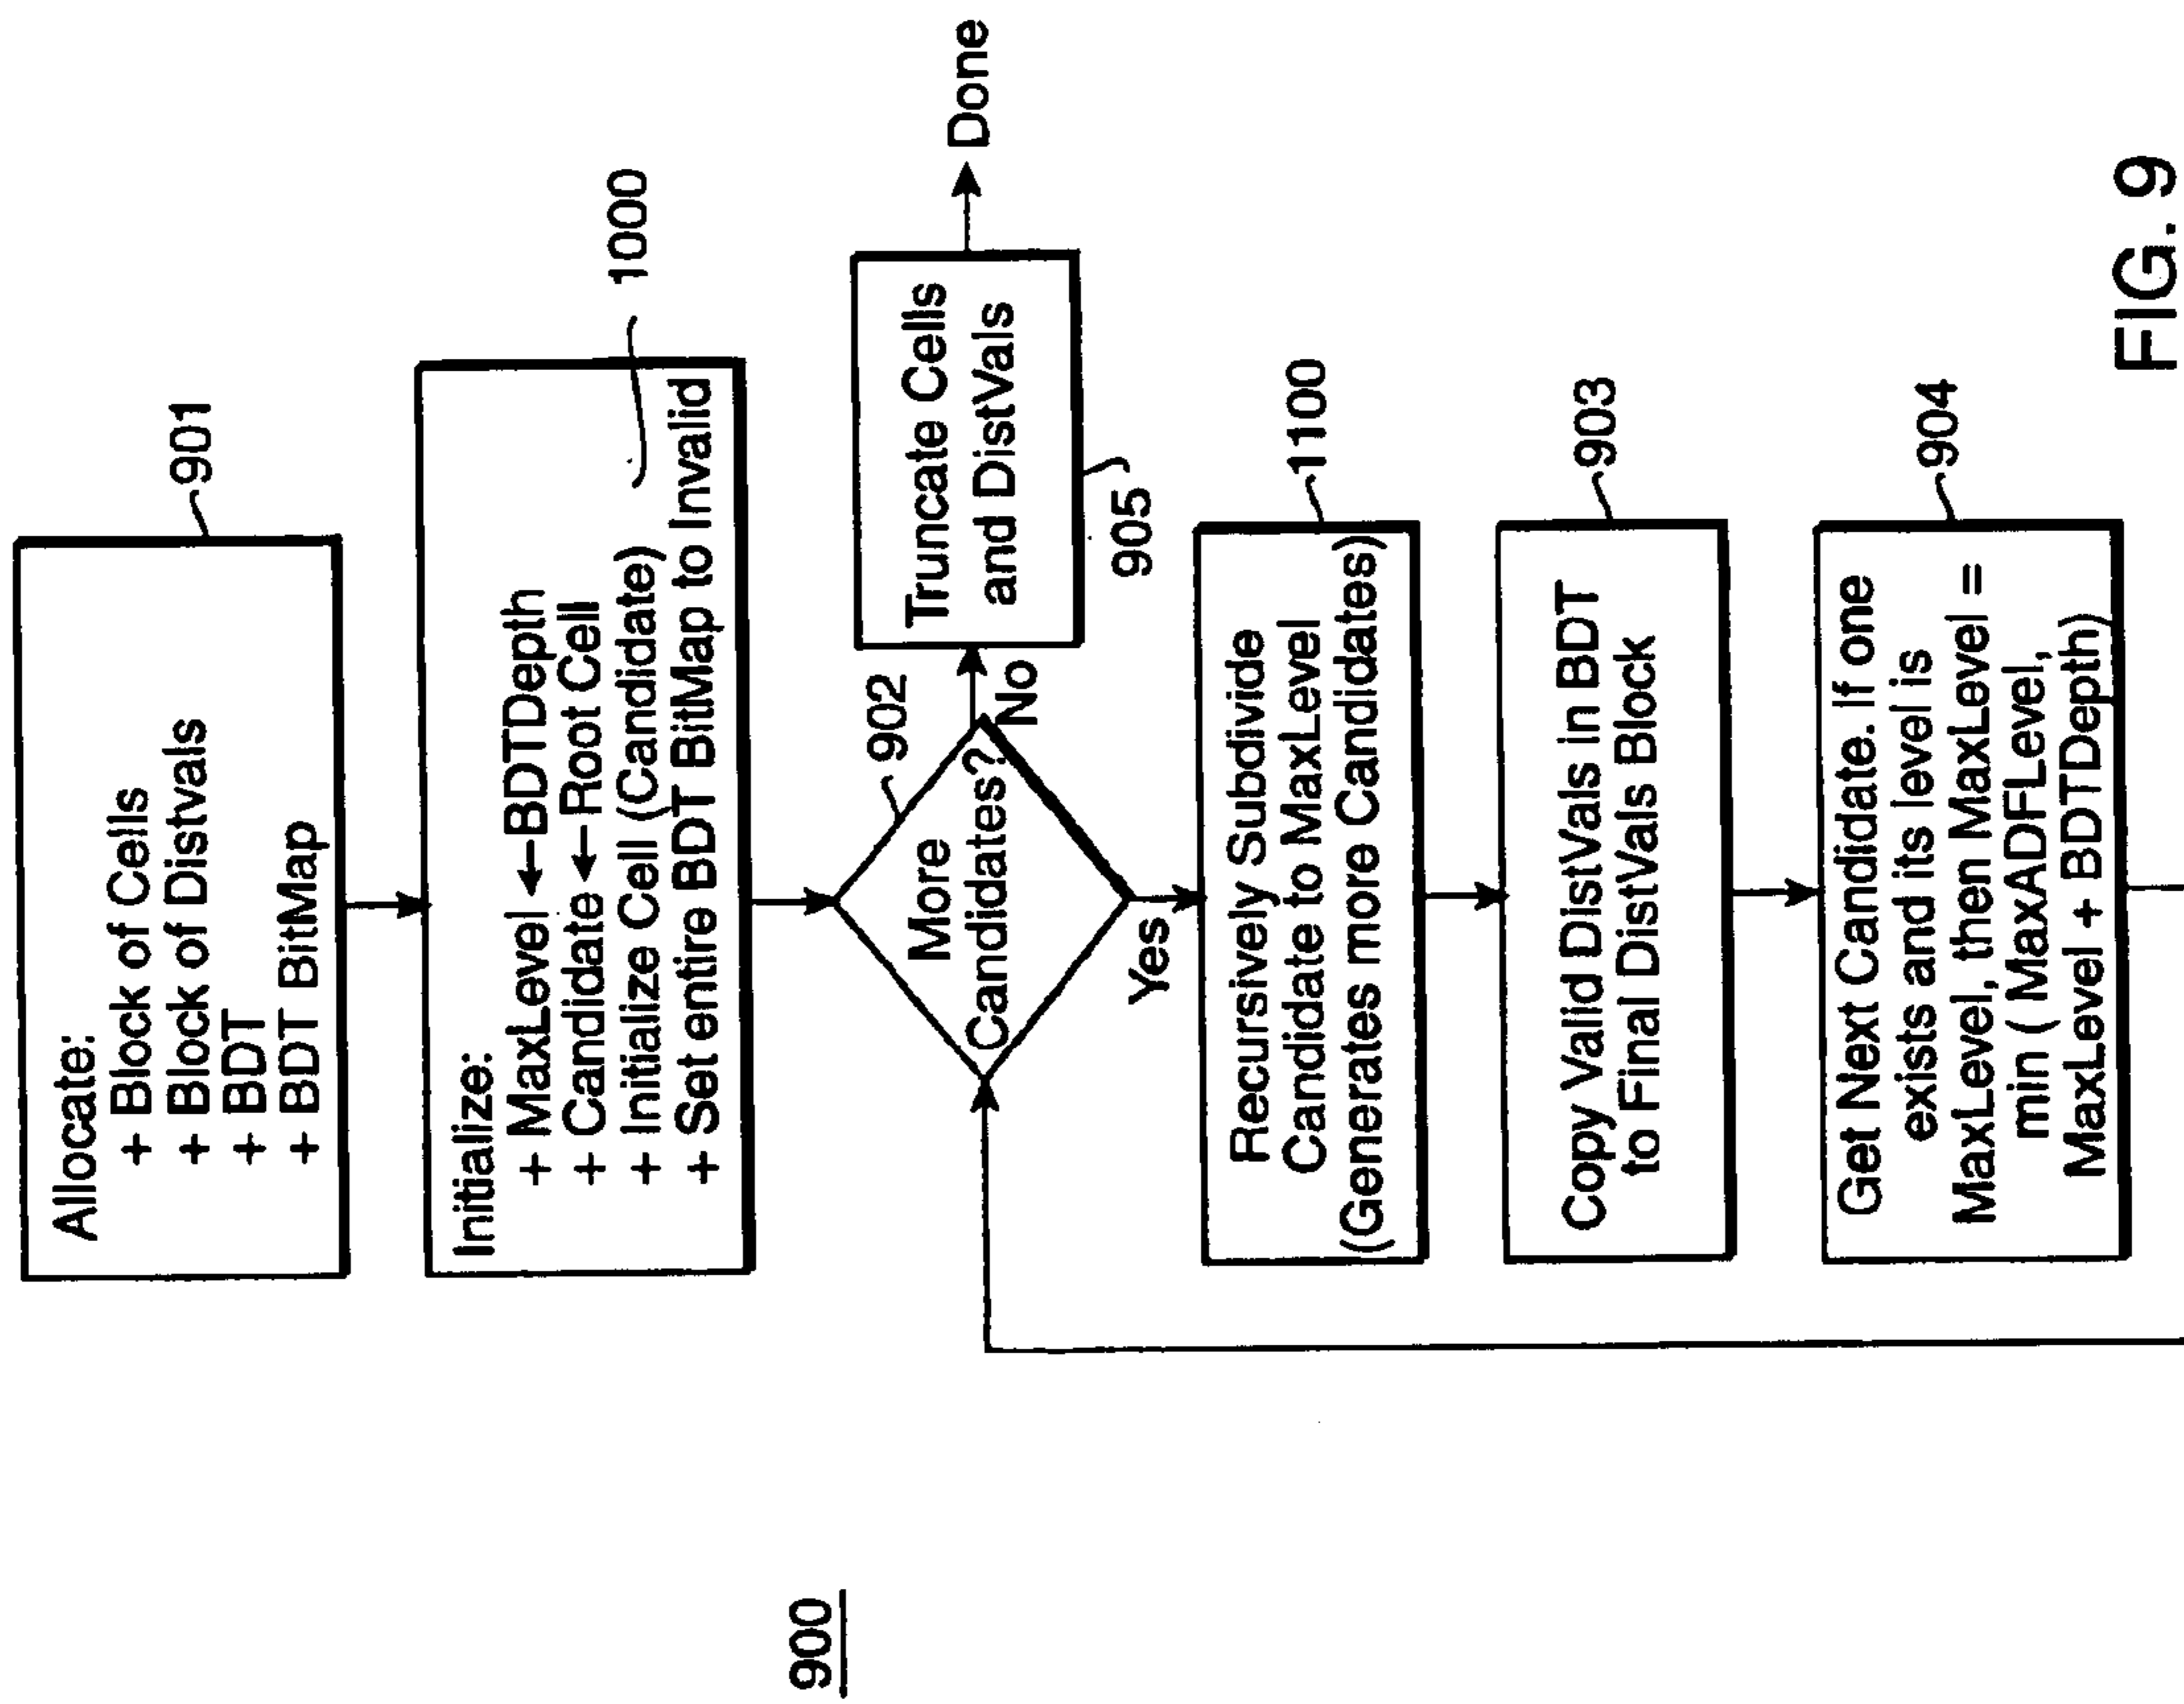 900
Allocate:
+ Block of Cells
+ Block of Distvals
+ BDT
+ BDT BitMap
901
Initialize:
+ MaxLevel ←BDTDepth
+ Candidate ←Root Cell
+ Initialize Cell (Candidate)
+ Set entire BDT BitMap to Invalid
1000
More
Candidates?
902
No
Truncate Cells
and DistVals
905
Done
Yes
Recursively Subdivide
Candidate to MaxLevel
(Generates more Candidates)
1100
Copy Valid DistVals in BDT
to Final DistVals Block
903
Get Next Candidate. If one
exists and its level is
MaxLevel, then MaxLevel =
min (MaxADFLevel,
MaxLevel + BDTDepth)
904
FIG. 9